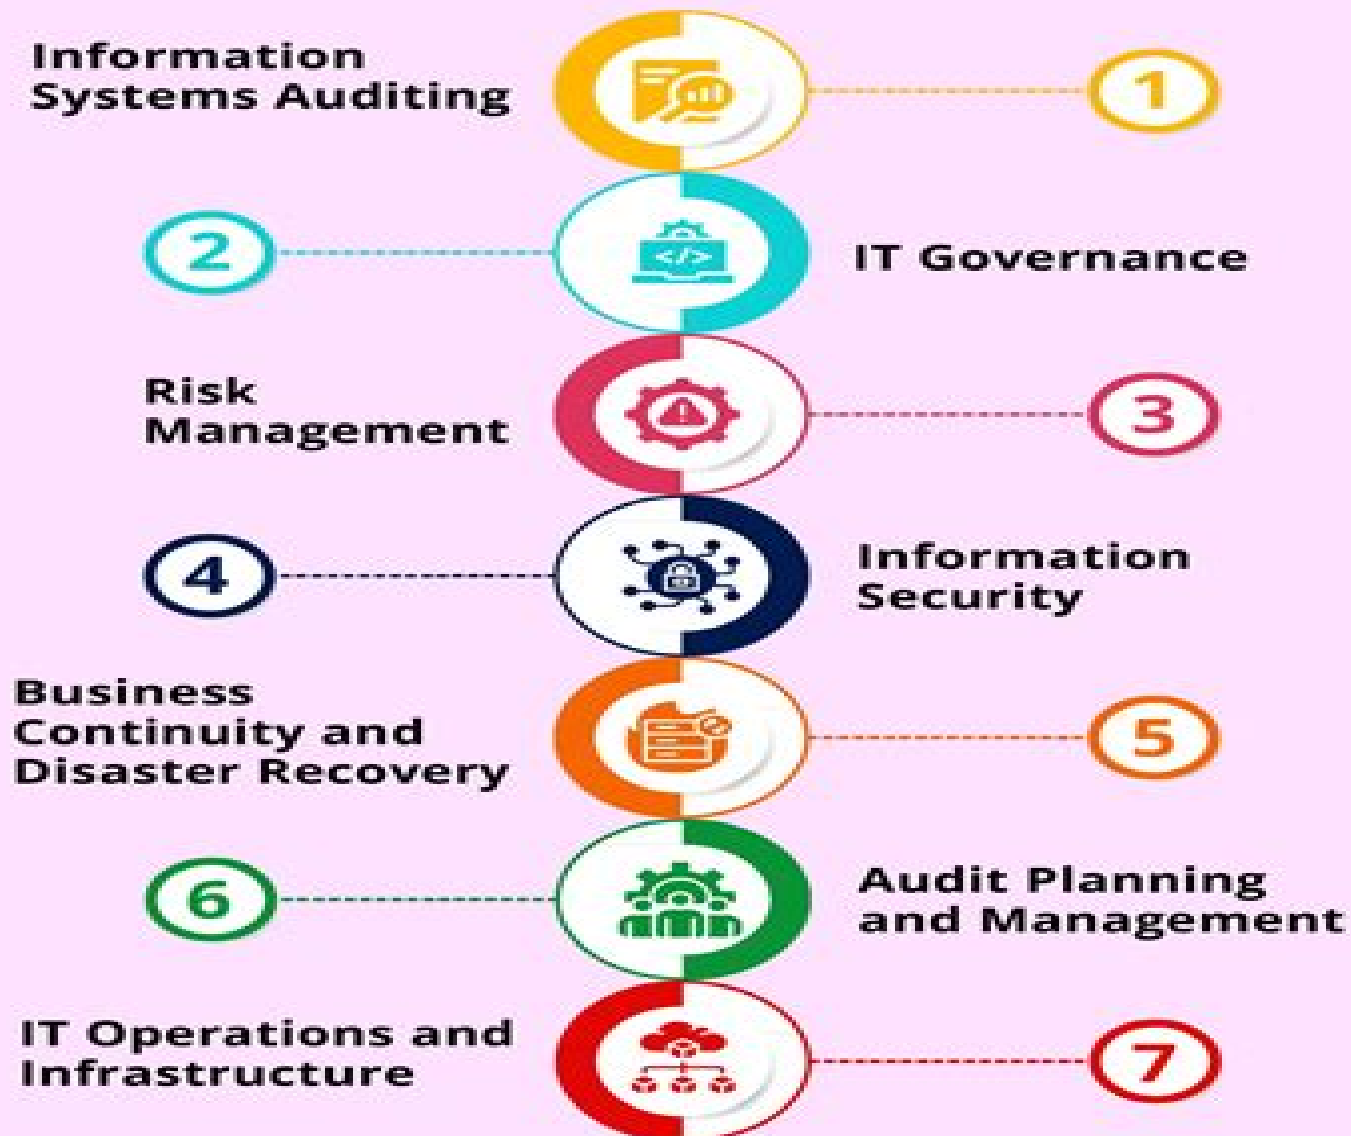 Information
Systems Auditing
1
2
</>
IT Governance
Risk
Management
3
4
Information
Security
Business
Continuity and
Disaster Recovery
5
6
Audit Planning
and Management
IT Operations and
Infrastructure
7